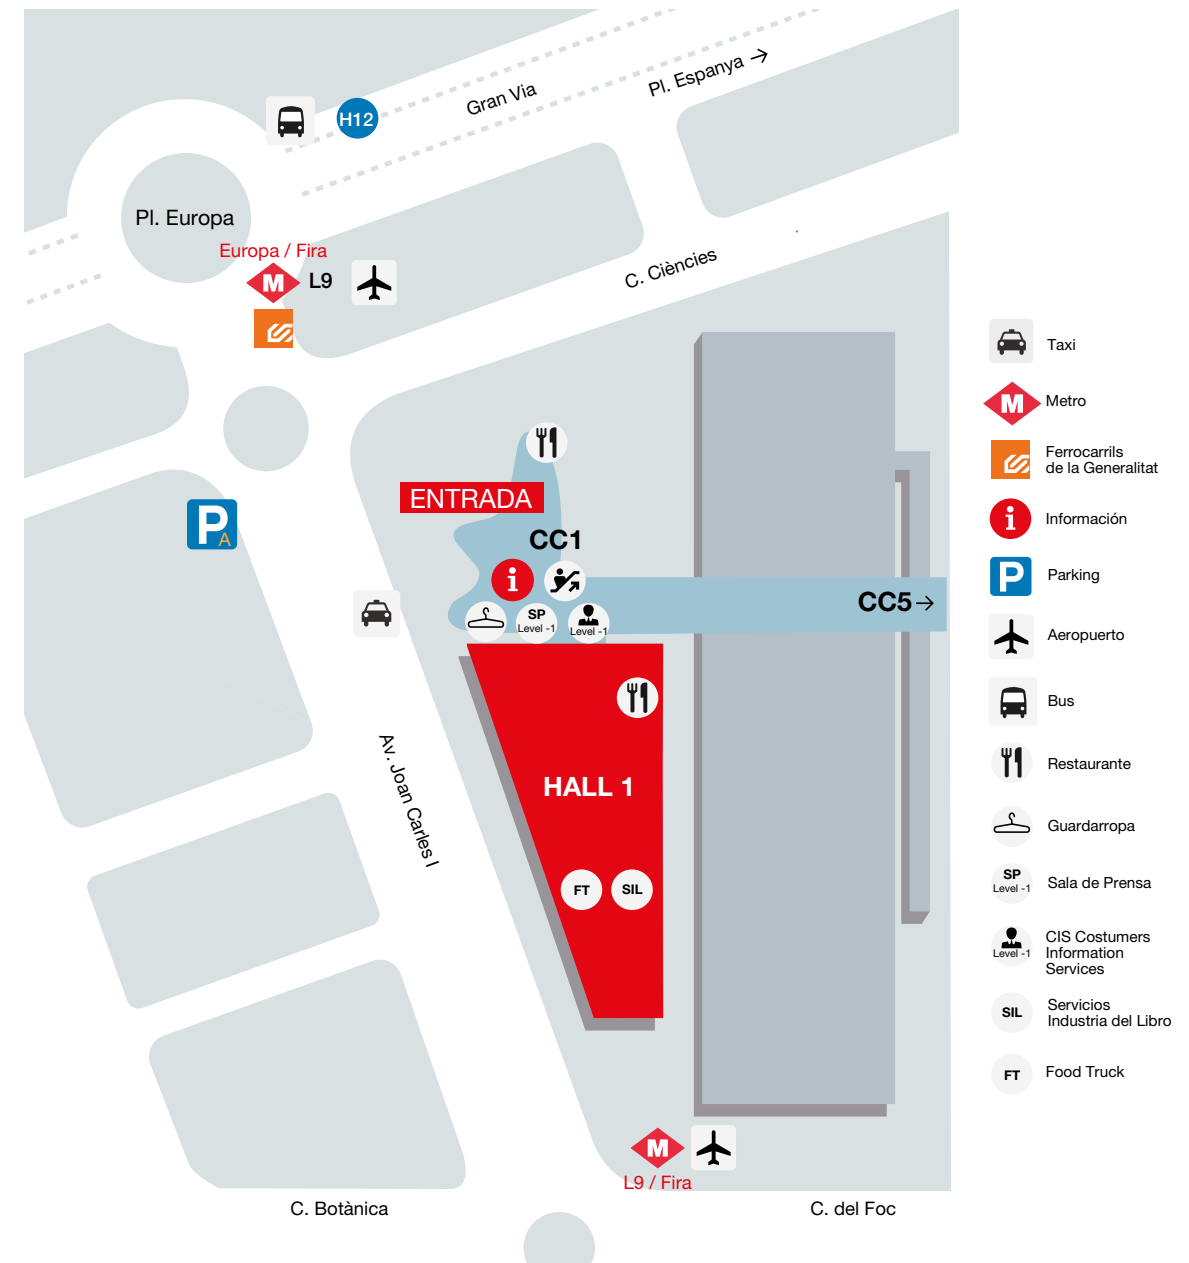 Gran Via
Pl. Espanya →
H12
Pl. Europa
Europa / Fira
M
L9
C. Ciències
ENTRADA
P
A
CC1
i
CC5 →
SP
Level -1
Level -1
HALL 1
Av. Joan Carles I
FT
SIL
M
L9 / Fira
C. Botànica
C. del Foc
Taxi
M
Metro
Ferrocarrils
de la Generalitat
i
Información
P
Parking
Aeropuerto
Bus
Restaurante
Guardarropa
SP
Level -1
Sala de Prensa
Level -1
CIS Costumers
Information
Services
SIL
Servicios
Industria del Libro
FT
Food Truck